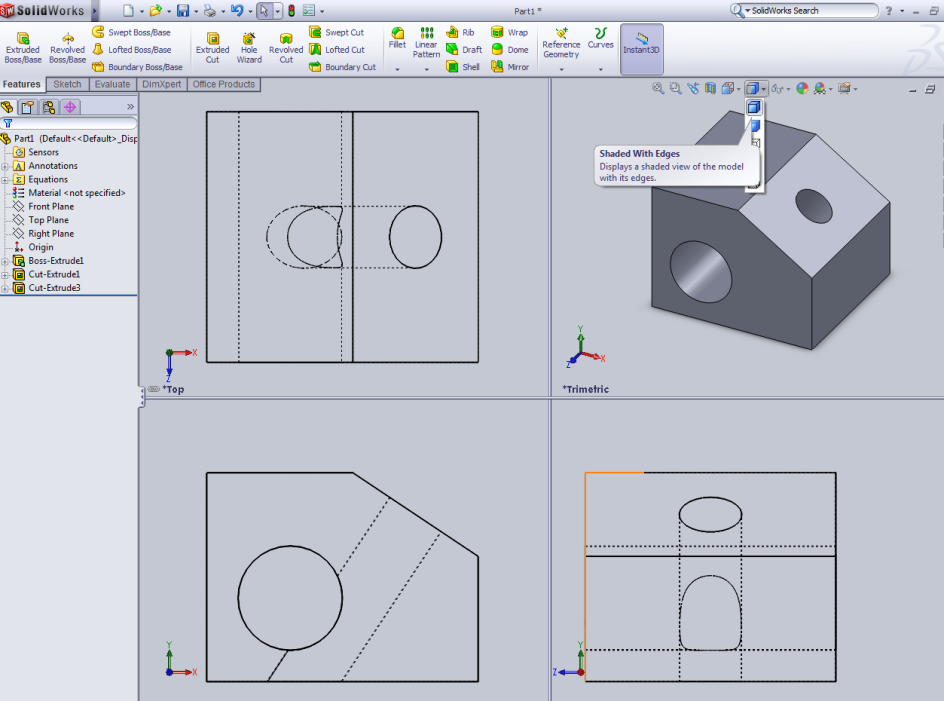 SW SolidWorks
Part1 *
SolidWorks Search
?
Extruded Boss/Base
Revolved Boss/Base
Swept Boss/Base
Lofted Boss/Base
Boundary Boss/Base
Extruded Cut
Hole Wizard
Revolved Cut
Swept Cut
Lofted Cut
Boundary Cut
Fillet
Linear Pattern
Rib
Draft
Shell
Wrap
Dome
Mirror
Reference Geometry
Curves
Instant3D
Features Sketch Evaluate DimXpert Office Products
»
Part1 (Default<<Default>_Disp
Sensors
A Annotations
Σ Equations
Material <not specified>
Front Plane
Top Plane
Right Plane
Origin
Boss-Extrude1
Cut-Extrude1
Cut-Extrude3
Shaded With Edges
Displays a shaded view of the model
with its edges.
X
Z
*Top
Y
Z
X
*Trimetric
Y
X
Y
Z